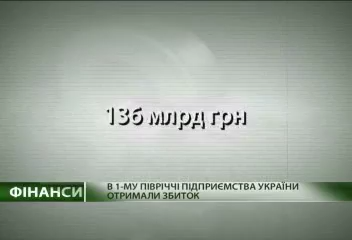 136 млрд грн
ФІНАНСИ
В 1-МУ ПІВРІЧЧІ ПІДПРИЄМСТВА УКРАЇНИ
ОТРИМАЛИ ЗБИТОК